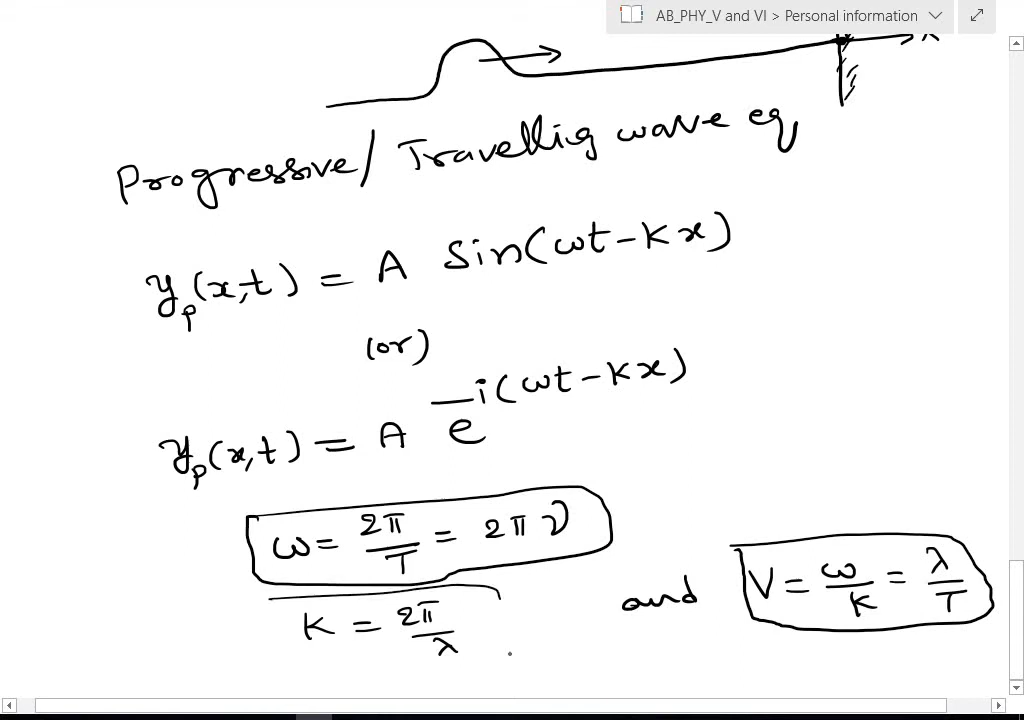 AB_PHY_V and VI > Personal information
x
Progressive/ Travellig wave eq
y_p(x,t) = A Sin(ωt-Kx)
(or)
y_p(x,t) = A e^{-i(ωt-Kx)}
ω = 2π/T = 2πν
K = 2π/λ and V = ω/K = λ/T